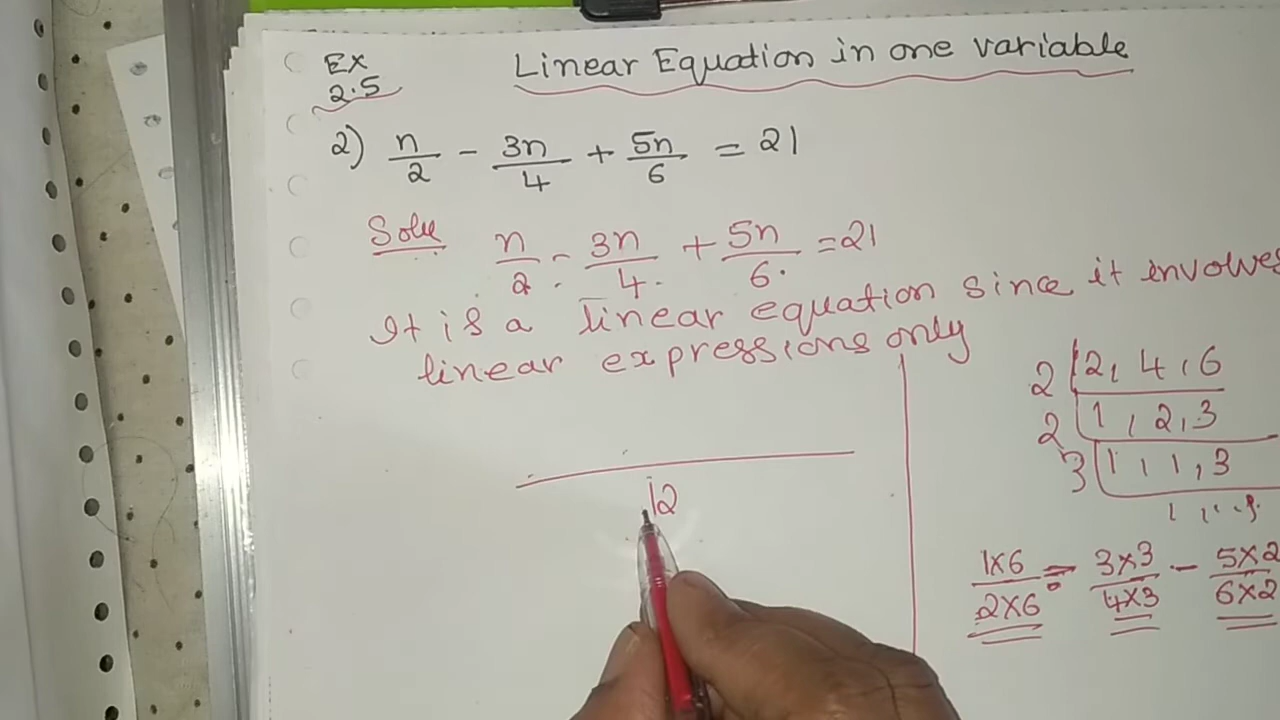 Ex
2.5
Linear Equation in one variable
2) n/2 - 3n/4 + 5n/6 = 21
Solu n/2 - 3n/4 + 5n/6 = 21
It is a linear equation since it involves
linear expressions only
2 | 2, 4, 6
2 | 1, 2, 3
3 | 1, 1, 3
1 1
12
1×6/2×6 = 3×3/4×3 - 5×2/6×2